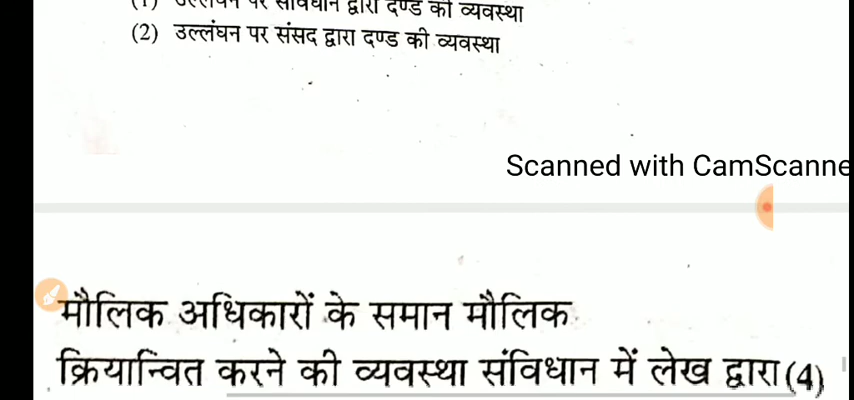 (1) उल्लंघन पर संविधान द्वारा दण्ड की व्यवस्था
(2) उल्लंघन पर संसद द्वारा दण्ड की व्यवस्था
Scanned with CamScanne
मौलिक अधिकारों के समान मौलिक
क्रियान्वित करने की व्यवस्था संविधान में लेख द्वारा (4)